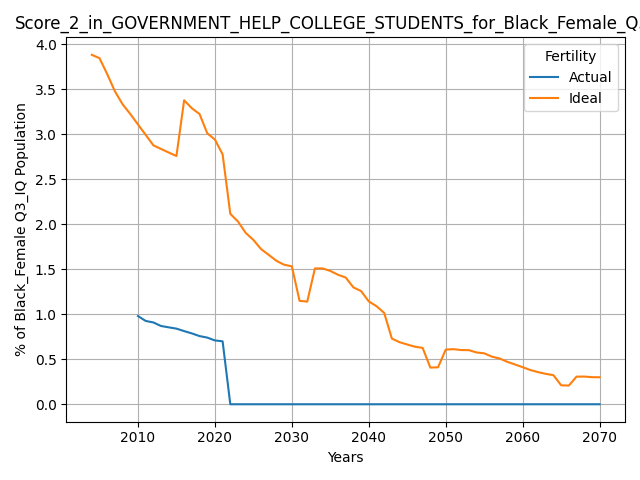 Score_2_in_GOVERNMENT_HELP_COLLEGE_STUDENTS_for_Black_Female_Q
4.0
3.5
3.0
2.5
2.0
1.5
1.0
0.5
0.0
% of Black_Female Q3_IQ Population
Fertility
Actual
Ideal
2010 2020 2030 2040 2050 2060 2070
Years